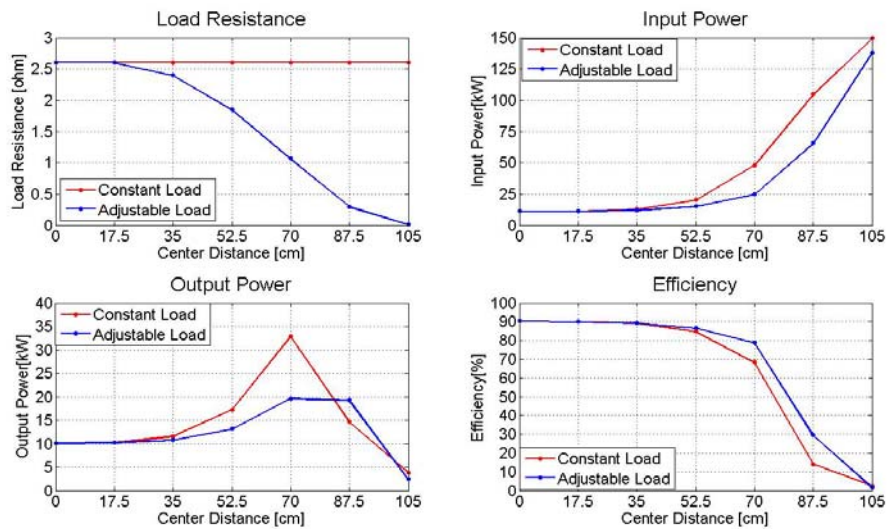 Load Resistance
Load Resistance [ohm]
3
2.5
2
1.5
1
0.5
0
Constant Load
Adjustable Load
0 17.5 35 52.5 70 87.5 105
Center Distance [cm]
Input Power
Input Power[kW]
150
125
100
75
50
25
0
Constant Load
Adjustable Load
0 17.5 35 52.5 70 87.5 105
Center Distance [cm]
Output Power
Output Power[kW]
40
35
30
25
20
15
10
5
0
Constant Load
Adjustable Load
0 17.5 35 52.5 70 87.5 105
Center Distance [cm]
Efficiency
Efficiency[%]
100
90
80
70
60
50
40
30
20
10
0
Constant Load
Adjustable Load
0 17.5 35 52.5 70 87.5 105
Center Distance [cm]